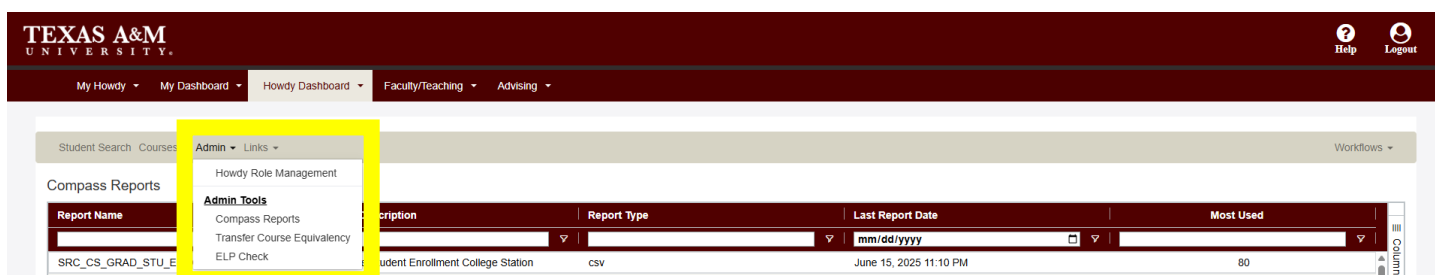 TEXAS A&M
UNIVERSITY®
Help Logout
My Howdy My Dashboard Howdy Dashboard Faculty/Teaching Advising
Student Search Courses Admin Links Workflows
Howdy Role Management
Compass Reports
Admin Tools
Compass Reports
Transfer Course Equivalency
ELP Check
Report Name cription Report Type Last Report Date Most Used
mm/dd/yyyy
Column
SRC_CS_GRAD_STU_E tudent Enrollment College Station csv June 15, 2025 11:10 PM 80